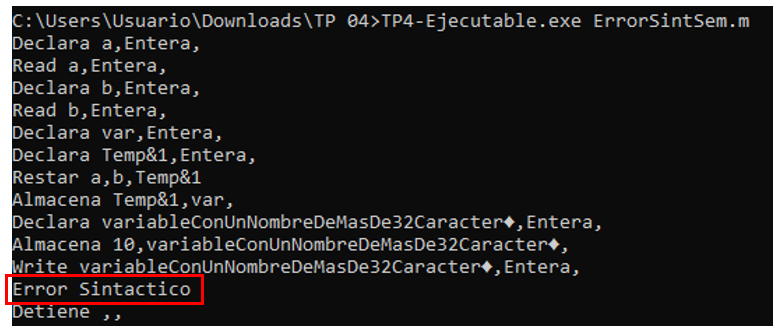 C:\Users\Usuario\Downloads\TP 04>TP4-Ejecutable.exe ErrorSintSem.m
Declara a,Entera,
Read a,Entera,
Declara b,Entera,
Read b,Entera,
Declara var,Entera,
Declara Temp&1,Entera,
Restar a,b,Temp&1
Almacena Temp&1,var,
Declara variableConUnNombreDeMasDe32Caracter♦,Entera,
Almacena 10,variableConUnNombreDeMasDe32Caracter♦,
Write variableConUnNombreDeMasDe32Caracter♦,Entera,
Error Sintactico
Detiene ,,